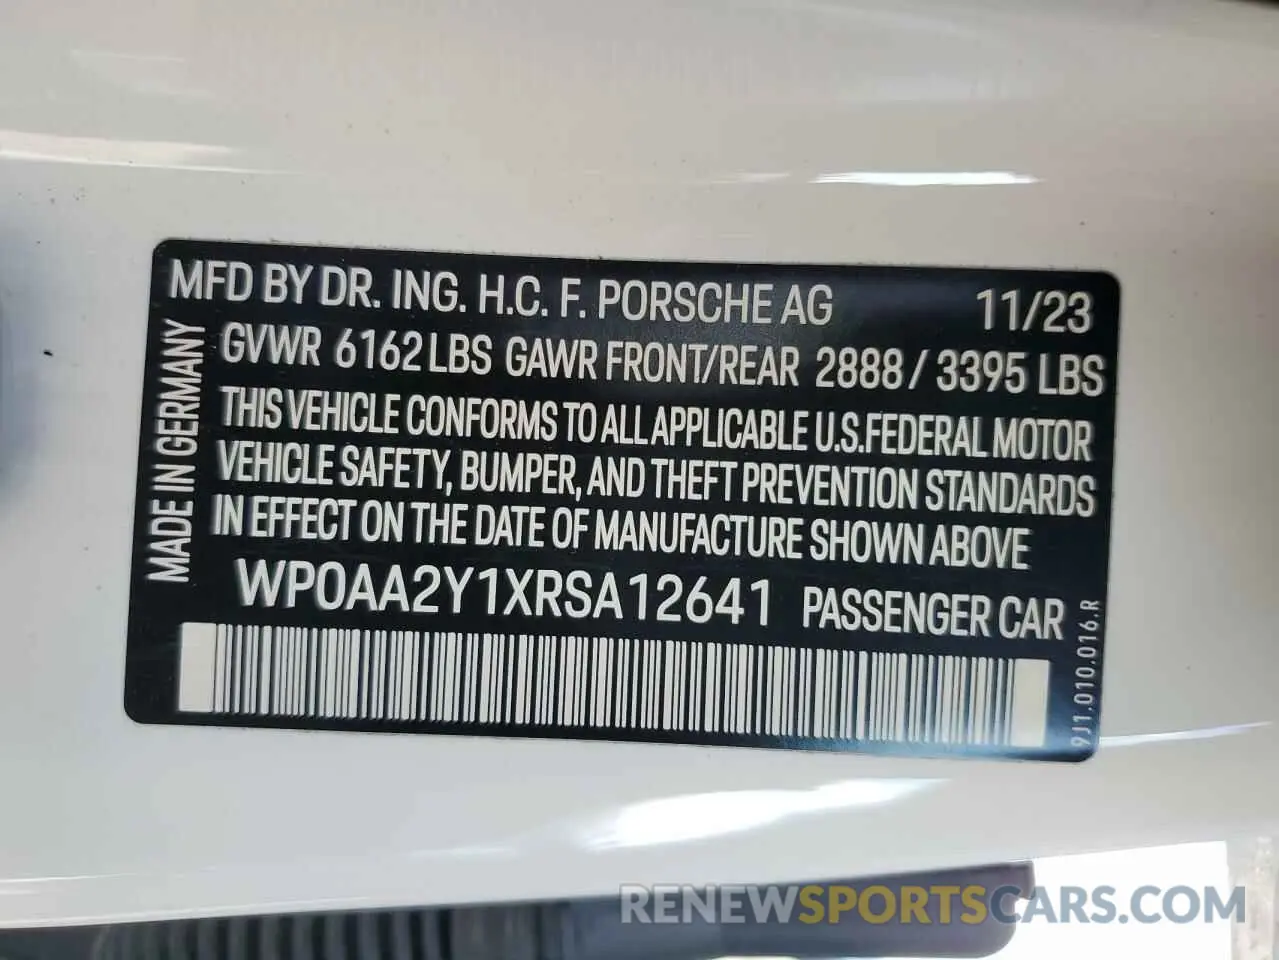 MFD BY DR. ING. H.C. F. PORSCHE AG 11/23
GVWR 6162 LBS GAWR FRONT/REAR 2888 / 3395 LBS
THIS VEHICLE CONFORMS TO ALL APPLICABLE U.S.FEDERAL MOTOR
VEHICLE SAFETY, BUMPER, AND THEFT PREVENTION STANDARDS
IN EFFECT ON THE DATE OF MANUFACTURE SHOWN ABOVE
WP0AA2Y1XRSA12641 PASSENGER CAR
MADE IN GERMANY
9J1.010.016.R
RENEWSPORTSCARS.COM